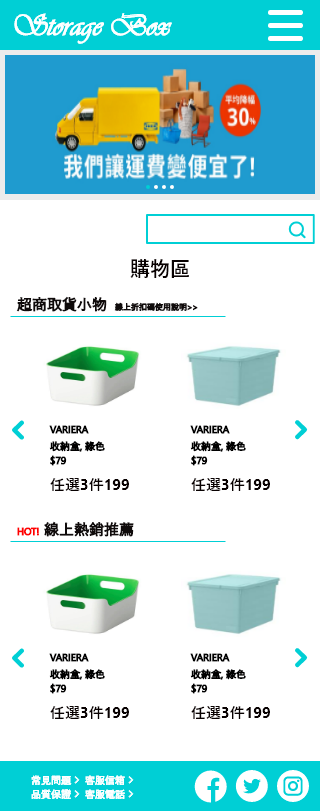 Storage Box
IKEA
平均降幅
30%
我們讓運費變便宜了!
購物區
超商取貨小物 線上折扣碼使用說明>>
VARIERA VARIERA
收納盒, 綠色 收納盒, 綠色
$79 $79
任選3件199 任選3件199
HOT! 線上熱銷推薦
VARIERA VARIERA
收納盒, 綠色 收納盒, 綠色
$79 $79
任選3件199 任選3件199
常見問題 > 客服信箱 >
品質保證 > 客服電話 >